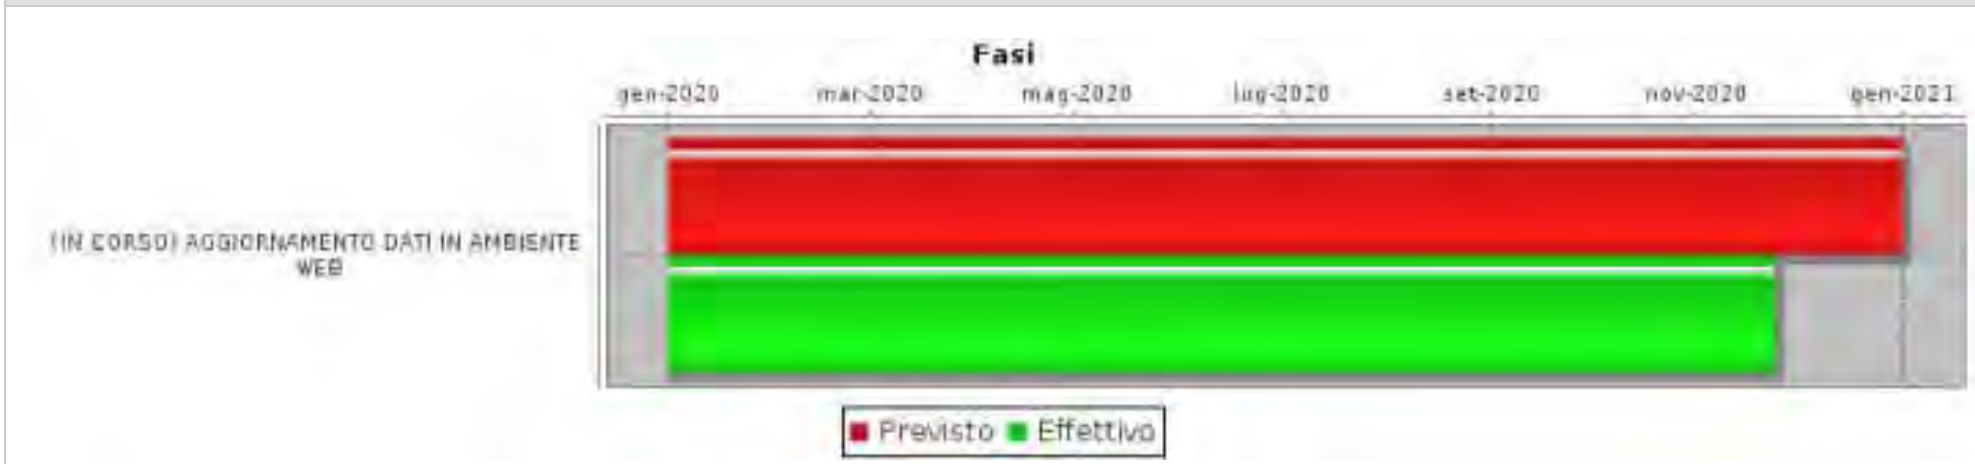 Fasi
gen-2020 mar-2020 mag-2020 lug-2020 set-2020 nov-2020 gen-2021
(IN CORSO) AGGIORNAMENTO DATI IN AMBIENTE
WEB
Previsto Effettivo